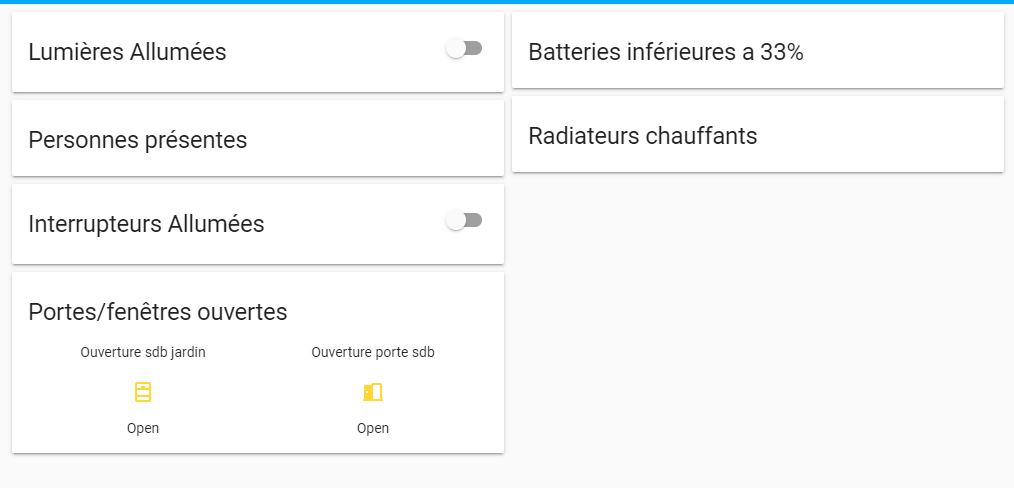 Lumières Allumées
Personnes présentes
Interrupteurs Allumées
Portes/fenêtres ouvertes
Ouverture sdb jardin
Ouverture porte sdb
Open
Open
Batteries inférieures a 33%
Radiateurs chauffants